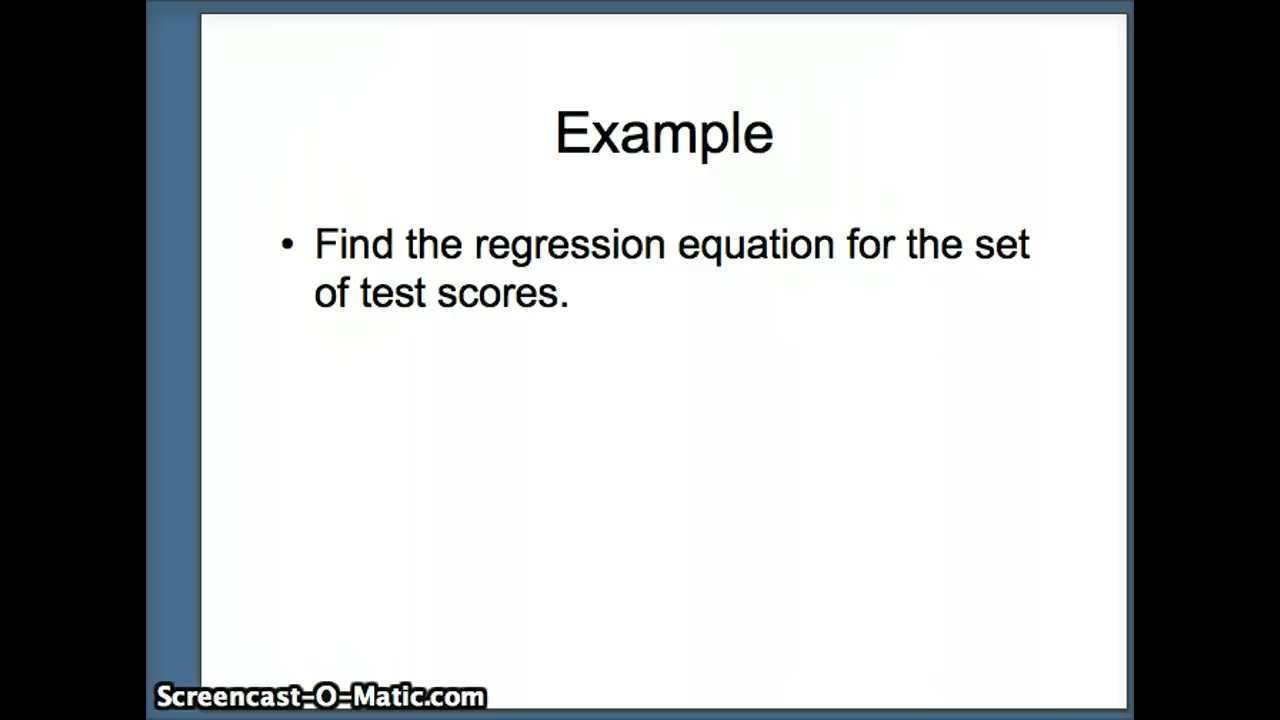 Example
• Find the regression equation for the set
of test scores.
Screencast-O-Matic.com